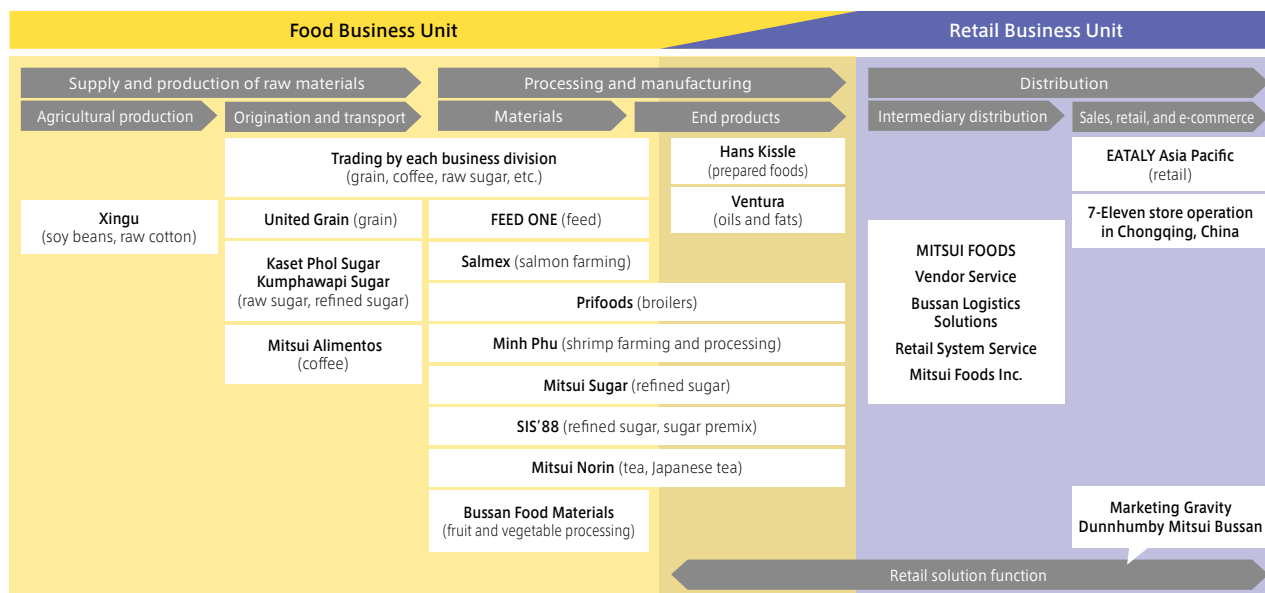 Food Business Unit
Retail Business Unit
Supply and production of raw materials
Processing and manufacturing
Distribution
Agricultural production
Origination and transport
Materials
End products
Intermediary distribution
Sales, retail, and e-commerce
Trading by each business division
(grain, coffee, raw sugar, etc.)
Hans Kissle
(prepared foods)
EATALY Asia Pacific
(retail)
Xingu
(soy beans, raw cotton)
United Grain (grain)
FEED ONE (feed)
Ventura
(oils and fats)
7-Eleven store operation
in Chongqing, China
Kaset Phol Sugar
Kumphawapi Sugar
(raw sugar, refined sugar)
Salmex (salmon farming)
Prifoods (broilers)
Mitsui Alimentos
(coffee)
Minh Phu (shrimp farming and processing)
Mitsui Sugar (refined sugar)
SIS'88 (refined sugar, sugar premix)
Mitsui Norin (tea, Japanese tea)
Bussan Food Materials
(fruit and vegetable processing)
MITSUI FOODS
Vendor Service
Bussan Logistics
Solutions
Retail System Service
Mitsui Foods Inc.
Marketing Gravity
Dunnhumby Mitsui Bussan
Retail solution function